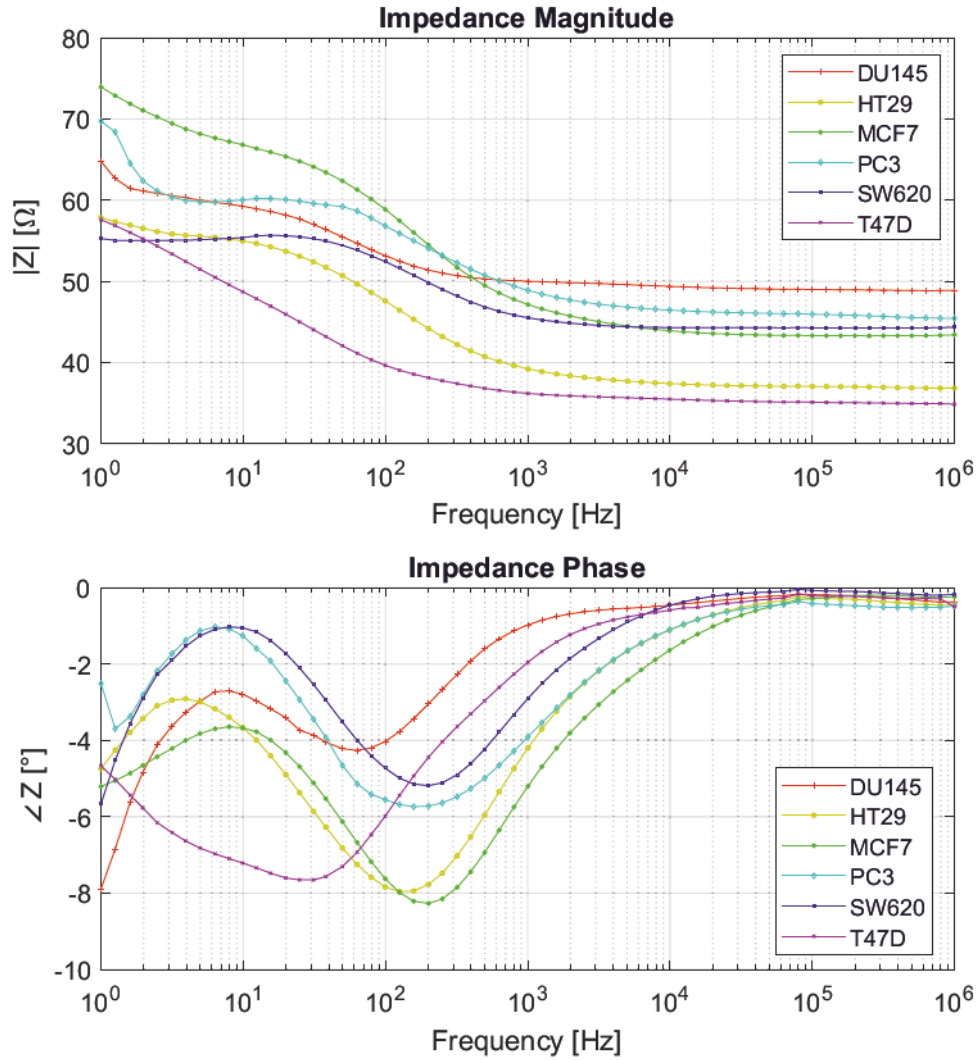 Impedance Magnitude
80
70
60
50
40
30
|Z| [Ω]
DU145
HT29
MCF7
PC3
SW620
T47D
10^0 10^1 10^2 10^3 10^4 10^5 10^6
Frequency [Hz]
Impedance Phase
0
-2
-4
-6
-8
-10
∠Z [°]
DU145
HT29
MCF7
PC3
SW620
T47D
10^0 10^1 10^2 10^3 10^4 10^5 10^6
Frequency [Hz]